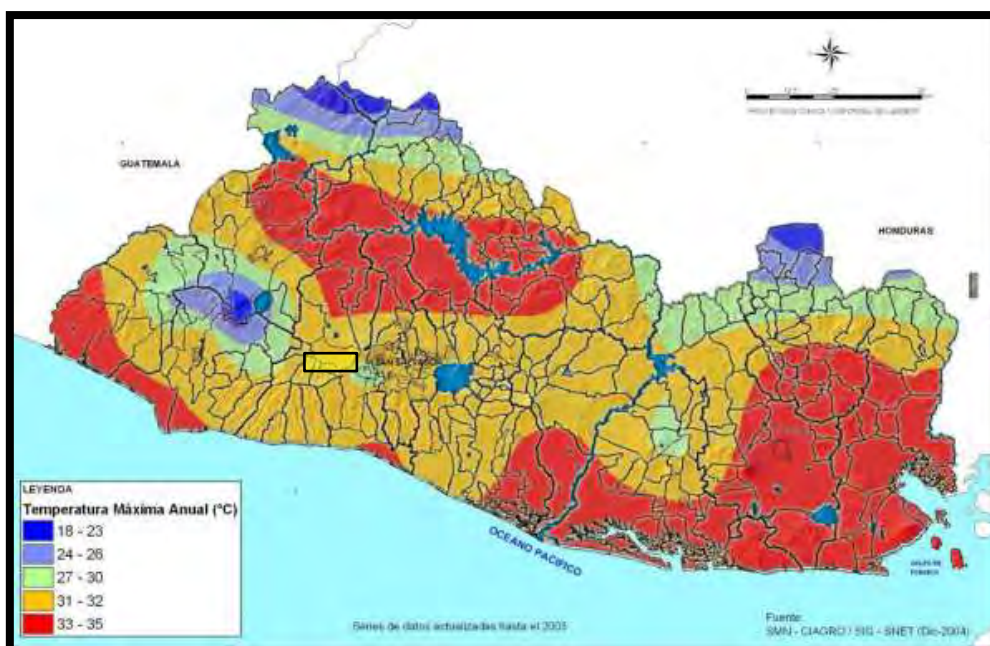 GUATEMALA
HONDURAS
OCEANO PACIFICO
LEYENDA
Temperatura Máxima Anual (°C)
18 - 23
24 - 26
27 - 30
31 - 32
33 - 35
Series de datos actualizadas hasta el
Fuente:
SMN - CIAGRO / SIG - SNET (Dic-2004)